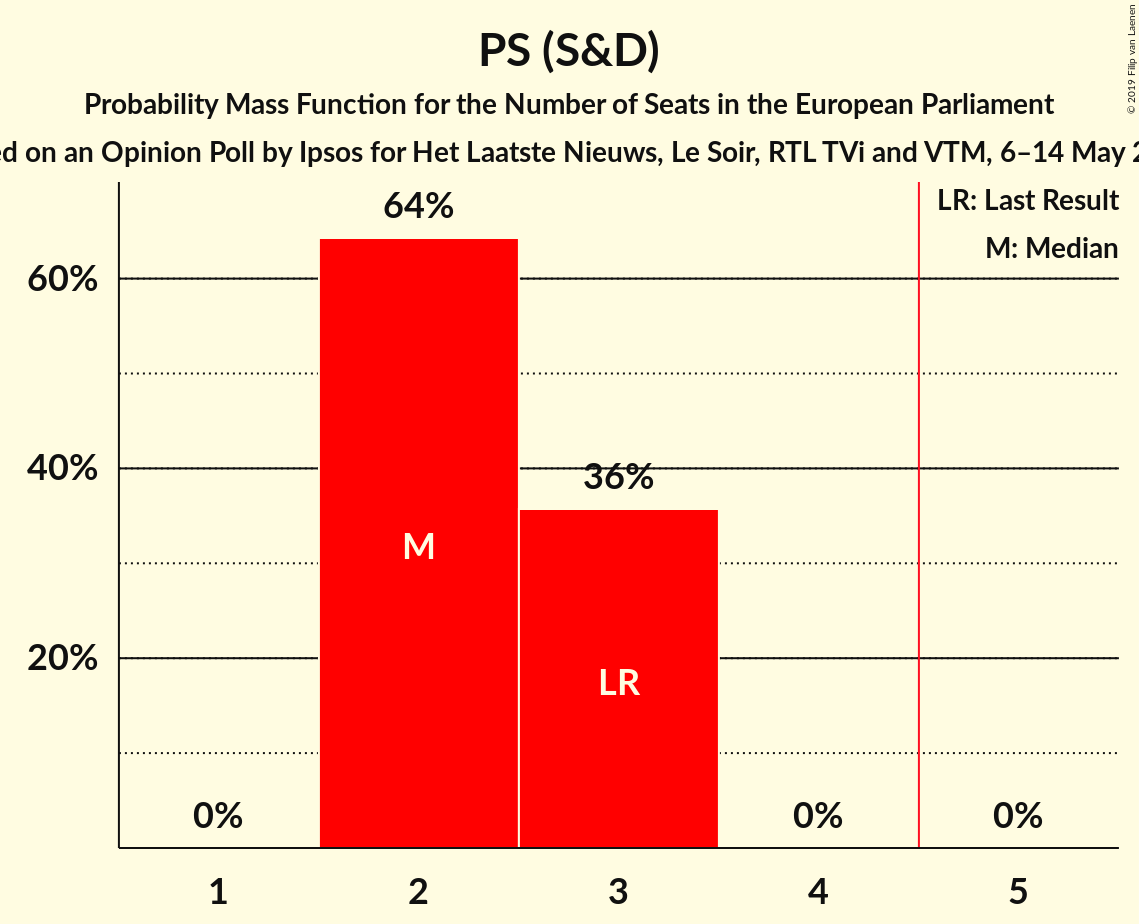 PS (S&D)
Probability Mass Function for the Number of Seats in the European Parliament
on an Opinion Poll by Ipsos for Het Laatste Nieuws, Le Soir, RTL TVi and VTM, 6–14 May
© 2019 Filip van Laenen
LR: Last Result
M: Median
64%
60%
40%
36%
M
20%
LR
0%
0%
0%
1
2
3
4
5